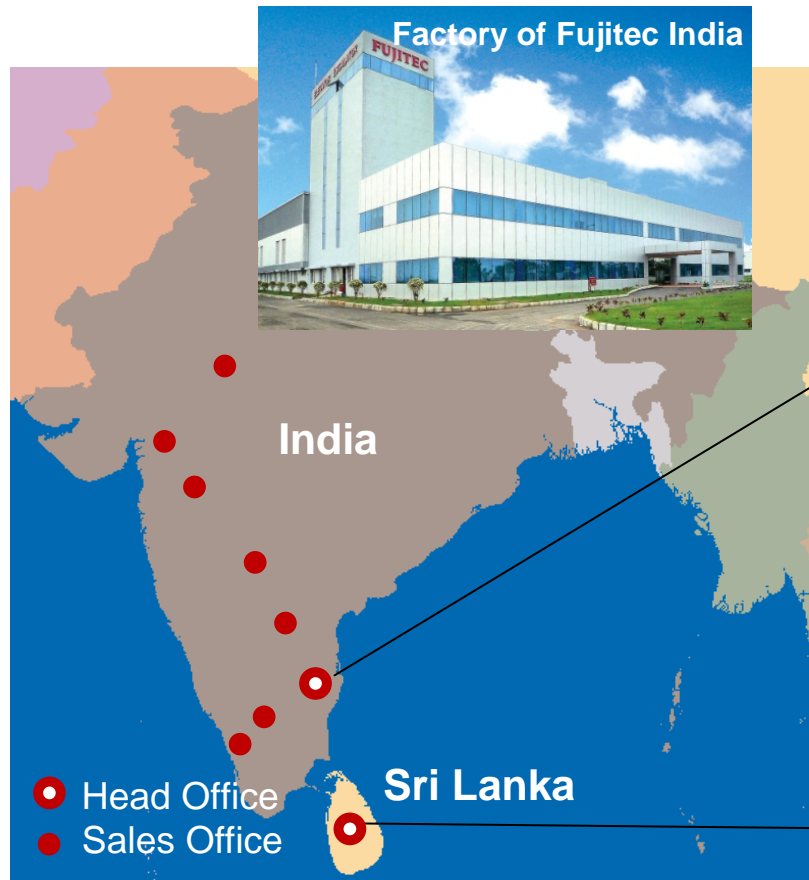 Factory of Fujitec India
FUJITEC
India
Sri Lanka
Head Office
Sales Office